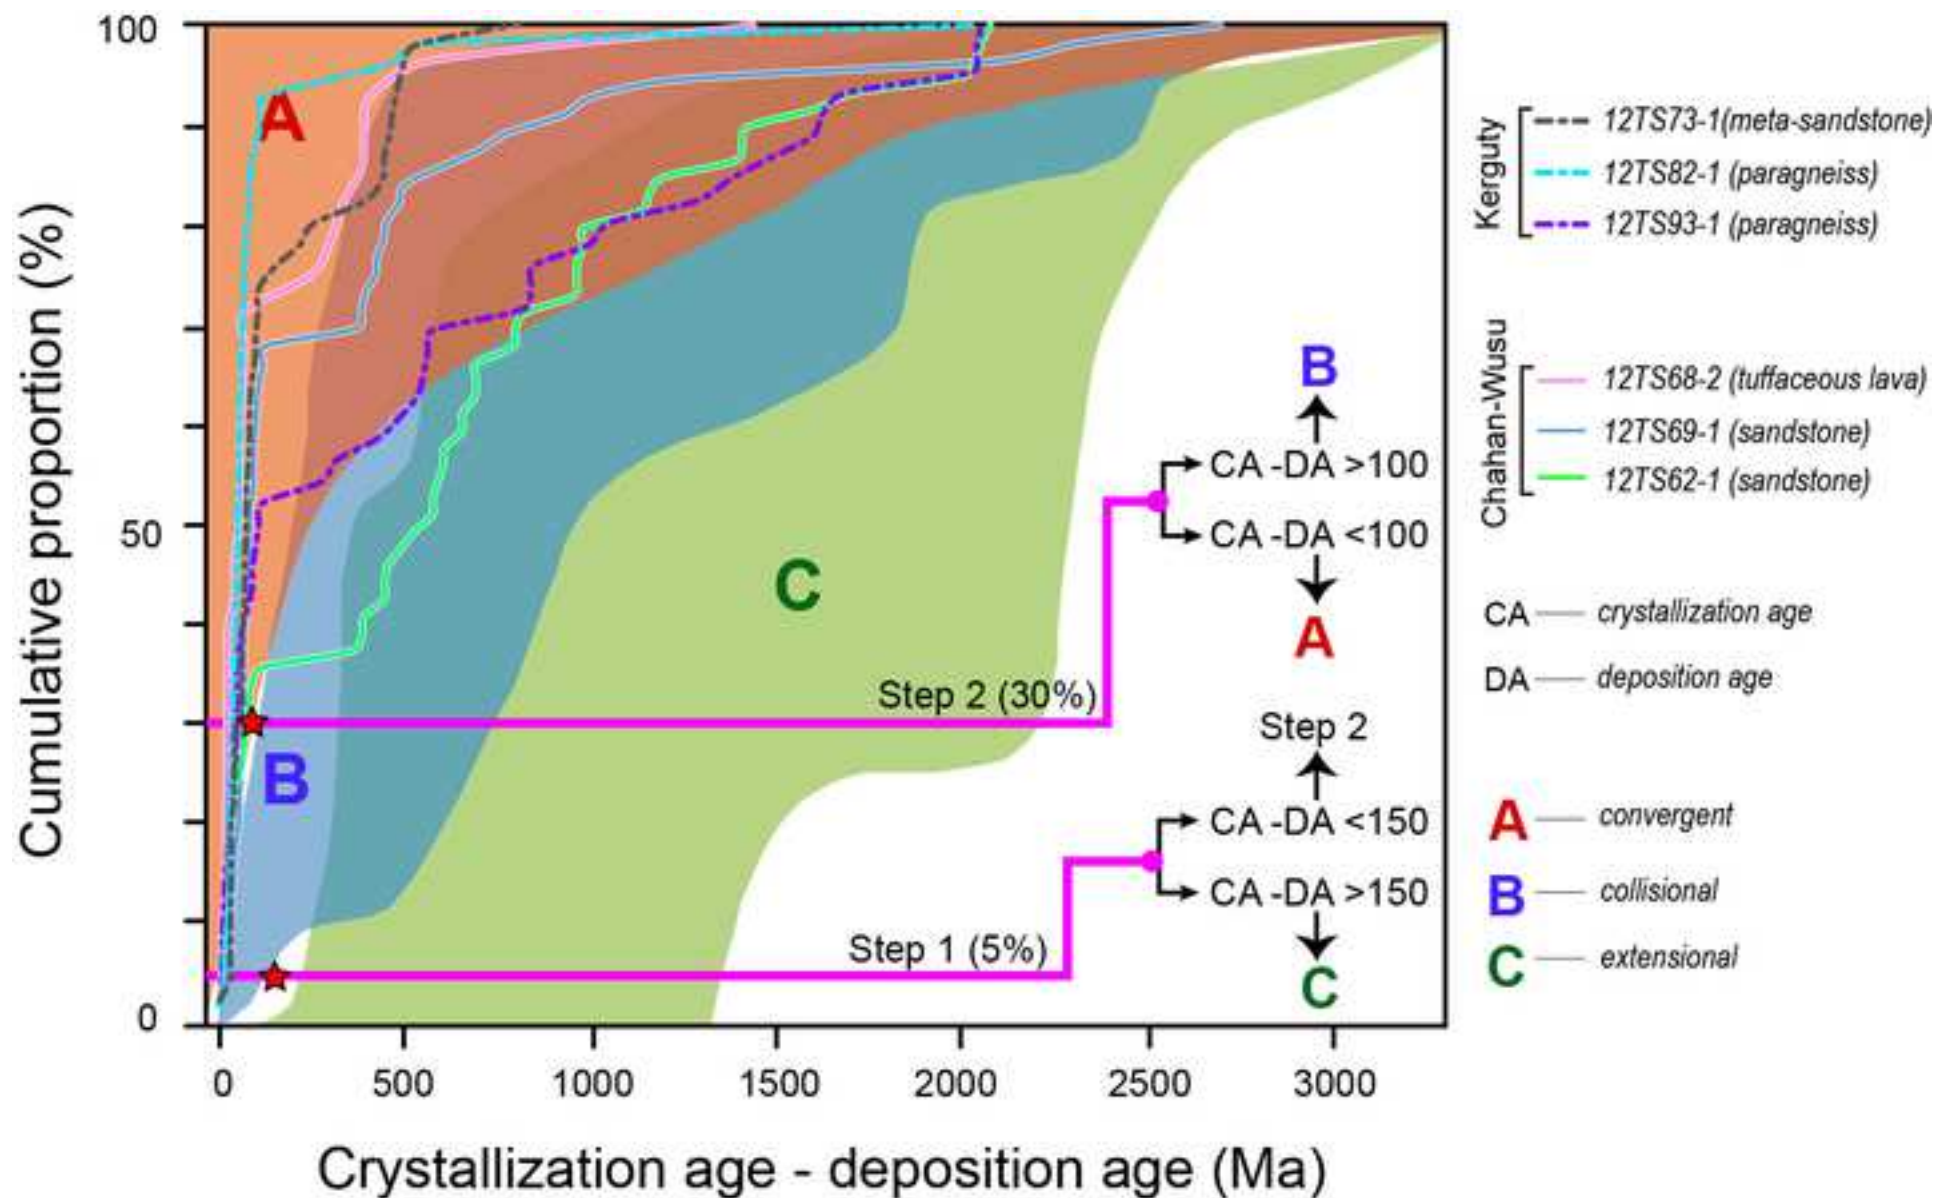 100
50
0
Cumulative proportion (%)
A
B
C
B
CA -DA >100
CA -DA <100
A
Step 2 (30%)
Step 2
CA -DA <150
CA -DA >150
Step 1 (5%)
C
0 500 1000 1500 2000 2500 3000
Crystallization age - deposition age (Ma)
Kerguty
12TS73-1(meta-sandstone)
12TS82-1 (paragneiss)
12TS93-1 (paragneiss)
Chahan-Wusu
12TS68-2 (tuffaceous lava)
12TS69-1 (sandstone)
12TS62-1 (sandstone)
CA crystallization age
DA deposition age
A convergent
B collisional
C extensional